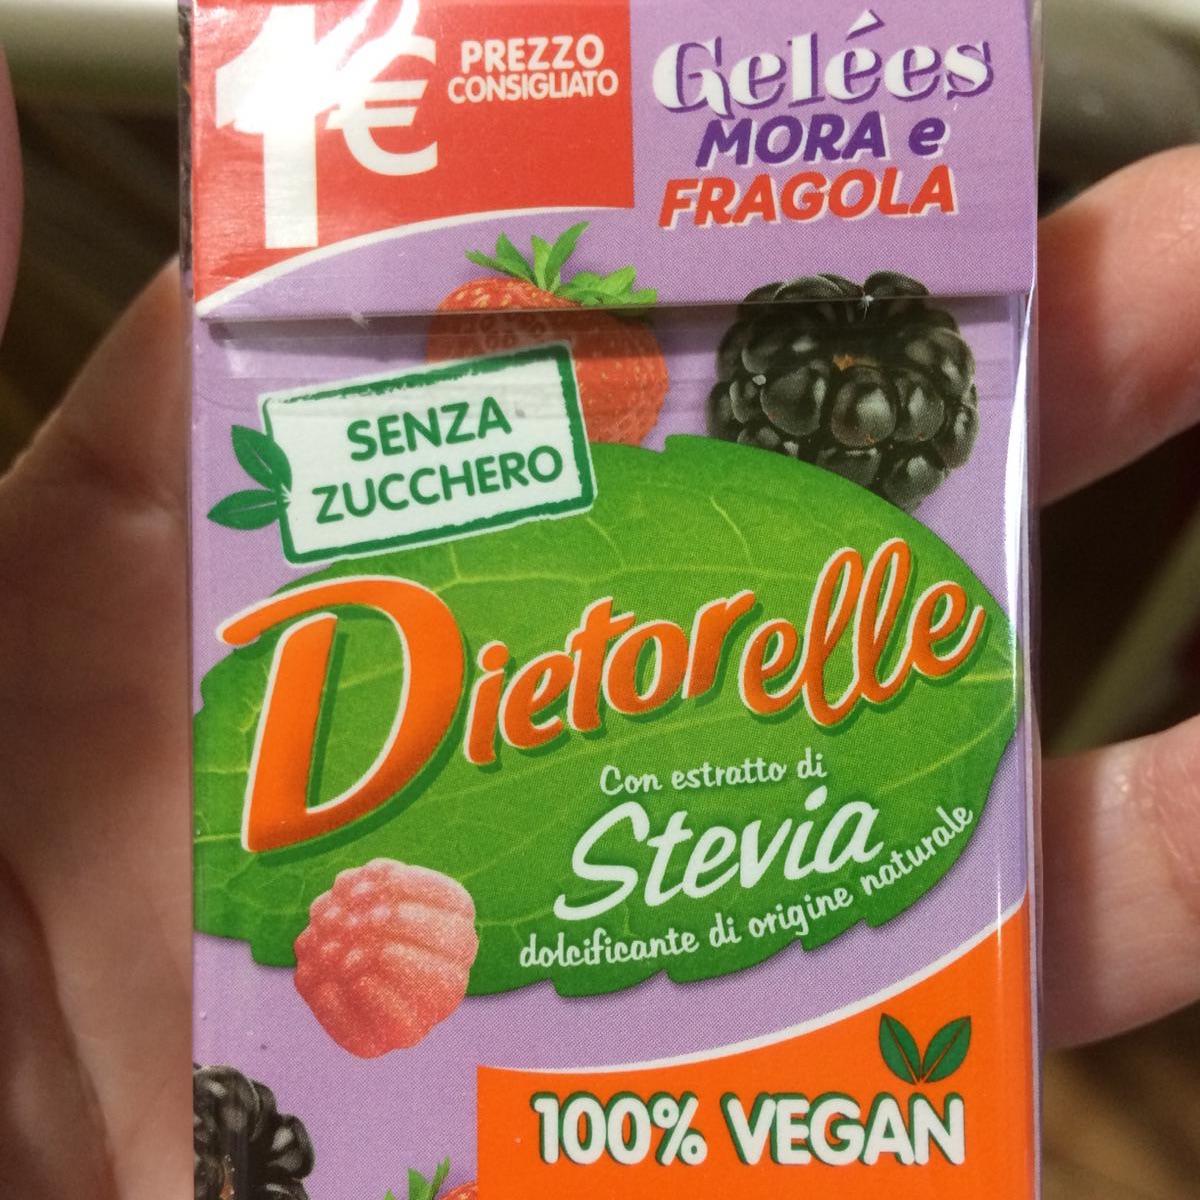 1€
PREZZO
CONSIGLIATO
Gelées
MORA e
FRAGOLA
SENZA
ZUCCHERO
Dietorelle
Con estratto di
Stevia
dolcificante di origine naturale
100% VEGAN